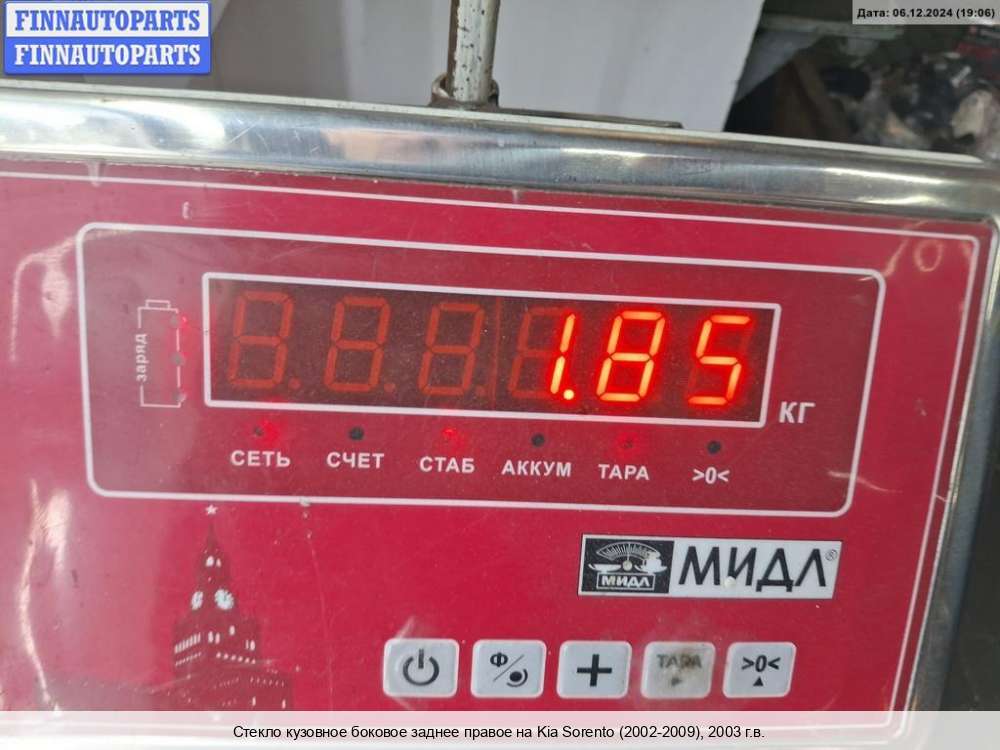 FINNAUTOPARTS
FINNAUTOPARTS
Дата: 06.12.2024 (19:06)
заряд
1.85
КГ
СЕТЬ СЧЕТ СТАБ АККУМ ТАРА >0<
МИДЛ МИДЛ®
Ф ТАРА >0<
Стекло кузовное боковое заднее правое на Kia Sorento (2002-2009), 2003 г.в.